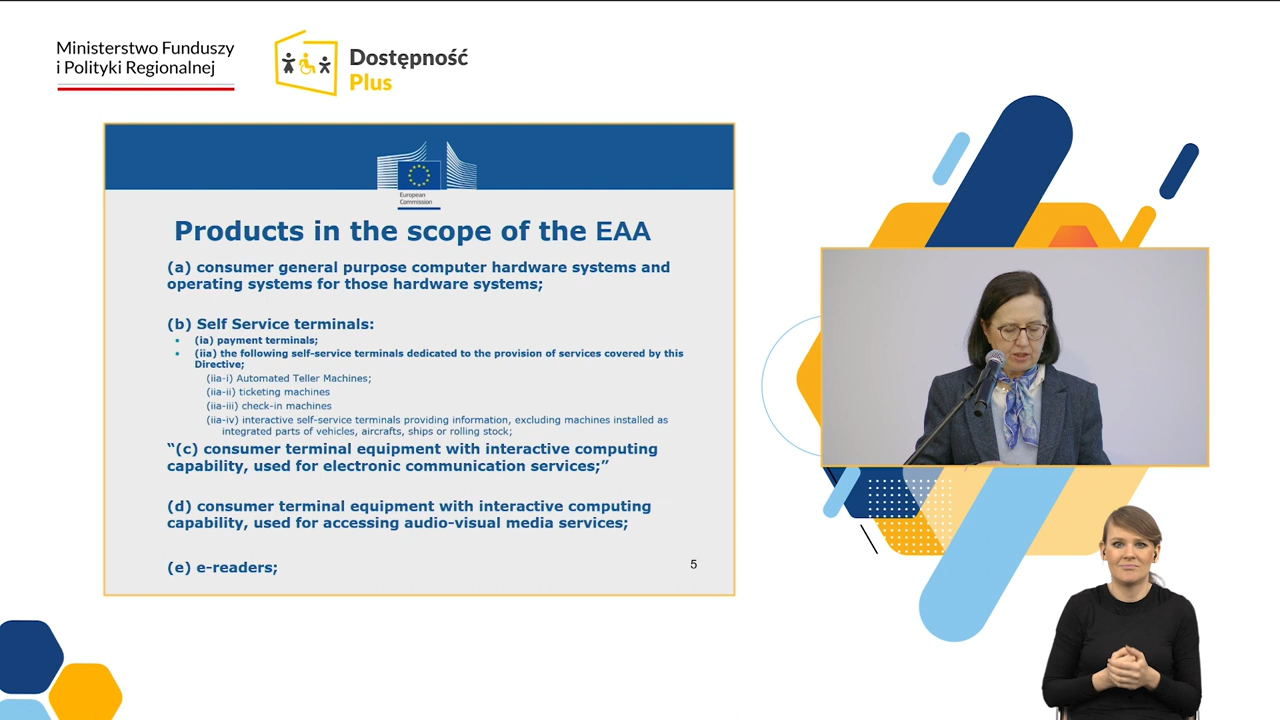 Ministerstwo Funduszy
i Polityki Regionalnej
Dostępność
Plus
European
Commission
Products in the scope of the EAA
(a) consumer general purpose computer hardware systems and
operating systems for those hardware systems;
(b) Self Service terminals:
• (ia) payment terminals;
• (iia) the following self-service terminals dedicated to the provision of services covered by this
Directive;
(iia-i) Automated Teller Machines;
(iia-ii) ticketing machines
(iia-iii) check-in machines
(iia-iv) interactive self-service terminals providing information, excluding machines installed as
integrated parts of vehicles, aircrafts, ships or rolling stock;
“(c) consumer terminal equipment with interactive computing
capability, used for electronic communication services;”
(d) consumer terminal equipment with interactive computing
capability, used for accessing audio-visual media services;
(e) e-readers;
5